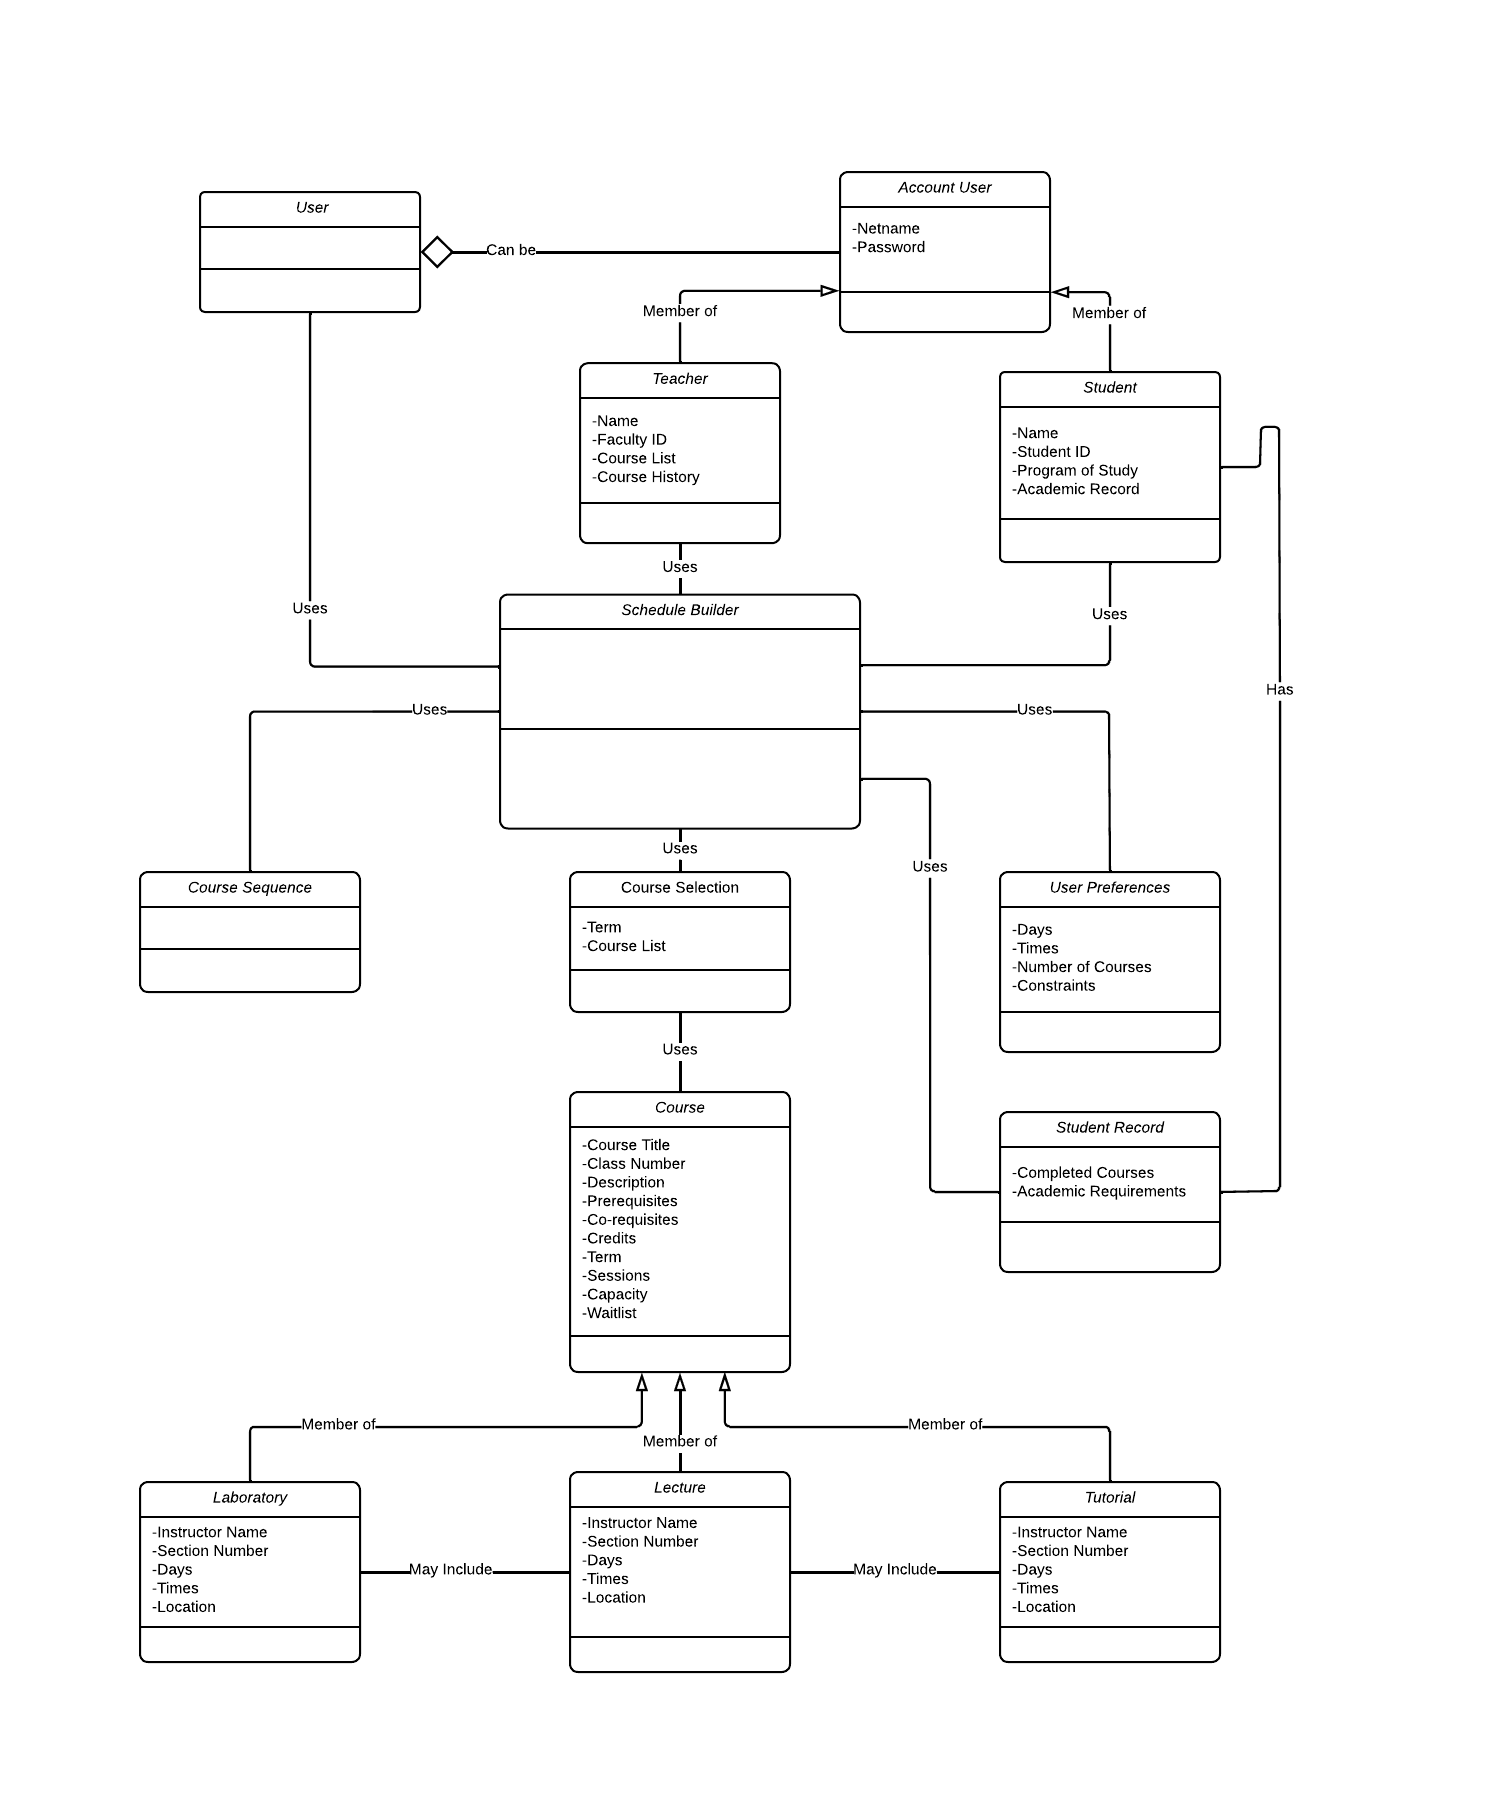 User
Account User
-Netname
-Password
Can be
Member of
Member of
Teacher
-Name
-Faculty ID
-Course List
-Course History
Student
-Name
-Student ID
-Program of Study
-Academic Record
Uses
Uses
Uses
Schedule Builder
Has
Uses
Uses
Uses
Uses
Course Sequence
Course Selection
-Term
-Course List
User Preferences
-Days
-Times
-Number of Courses
-Constraints
Uses
Course
-Course Title
-Class Number
-Description
-Prerequisites
-Co-requisites
-Credits
-Term
-Sessions
-Capacity
-Waitlist
Student Record
-Completed Courses
-Academic Requirements
Member of
Member of
Member of
Laboratory
-Instructor Name
-Section Number
-Days
-Times
-Location
May Include
Lecture
-Instructor Name
-Section Number
-Days
-Times
-Location
May Include
Tutorial
-Instructor Name
-Section Number
-Days
-Times
-Location